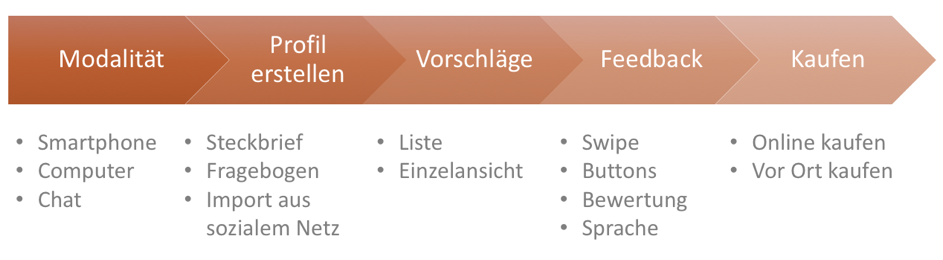 Modalität
Profil
erstellen
Vorschläge
Feedback
Kaufen
• Smartphone
• Computer
• Chat
• Steckbrief
• Fragebogen
• Import aus
sozialem Netz
• Liste
• Einzelansicht
• Swipe
• Buttons
• Bewertung
• Sprache
• Online kaufen
• Vor Ort kaufen